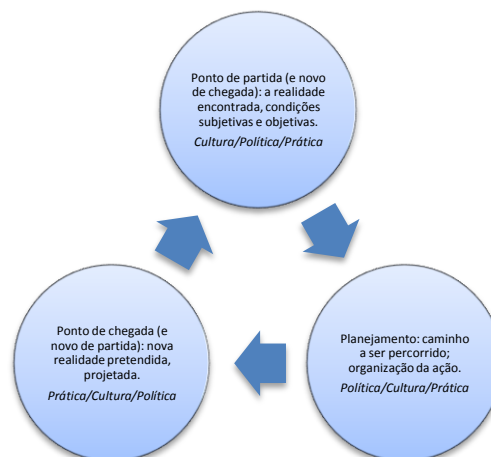 Ponto de partida (e novo
de chegada): a realidade
encontrada, condições
subjetivas e objetivas.
Cultura/Política/Prática
Ponto de chegada (e
novo de partida): nova
realidade pretendida,
projetada.
Prática/Cultura/Política
Planejamento: caminho
a ser percorrido;
organização da ação.
Política/Cultura/Prática